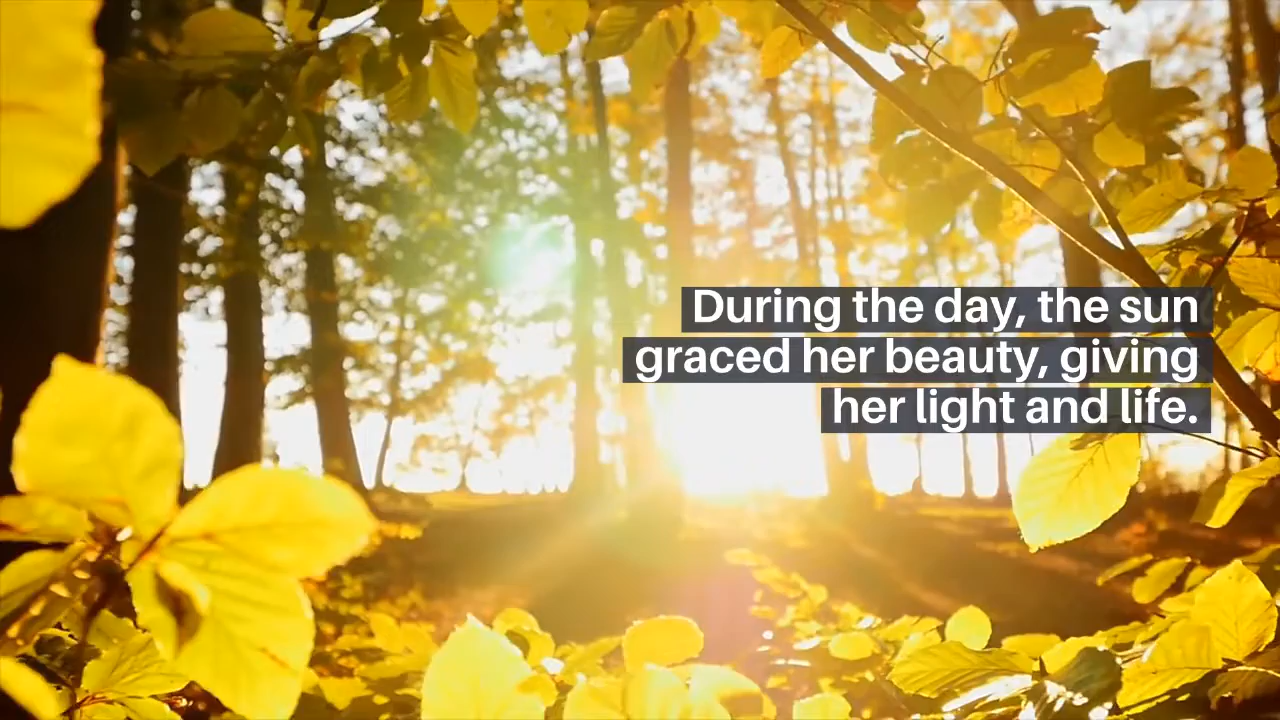 During the day, the sun
graced her beauty, giving
her light and life.